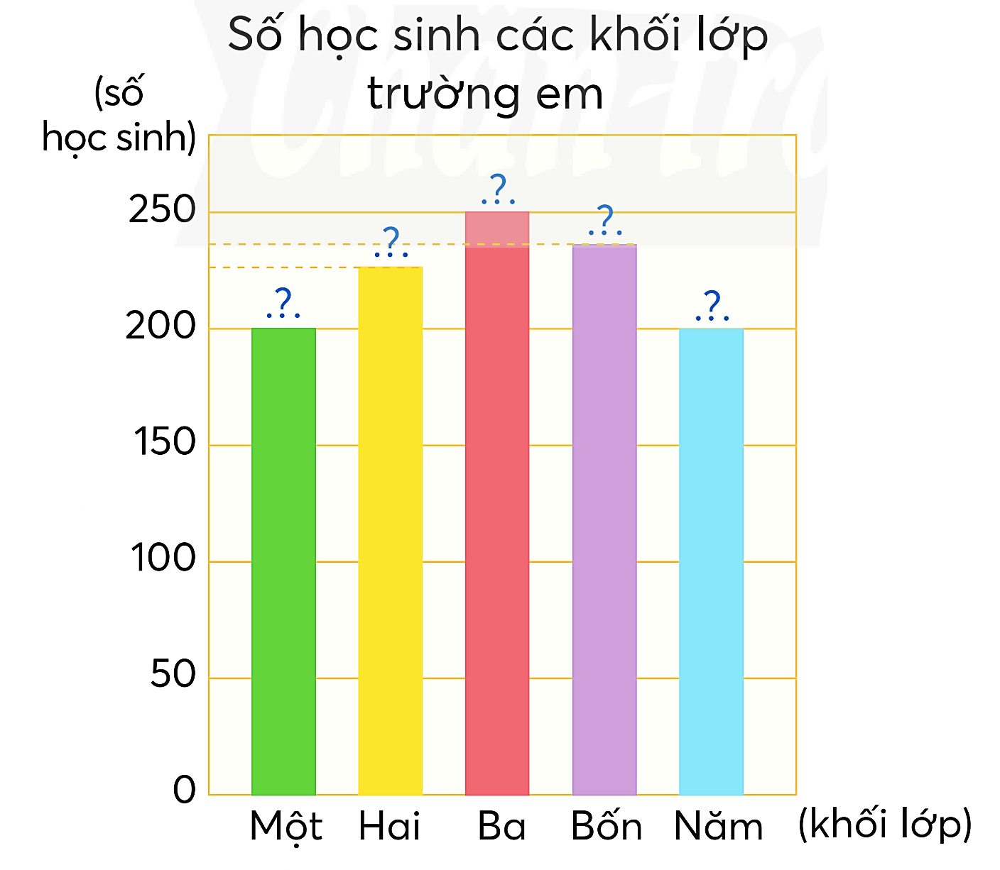 Số học sinh các khối lớp
trường em
(số
học sinh)
250
200
150
100
50
0
.?.
.?.
.?.
.?.
.?.
Một Hai Ba Bốn Năm (khối lớp)